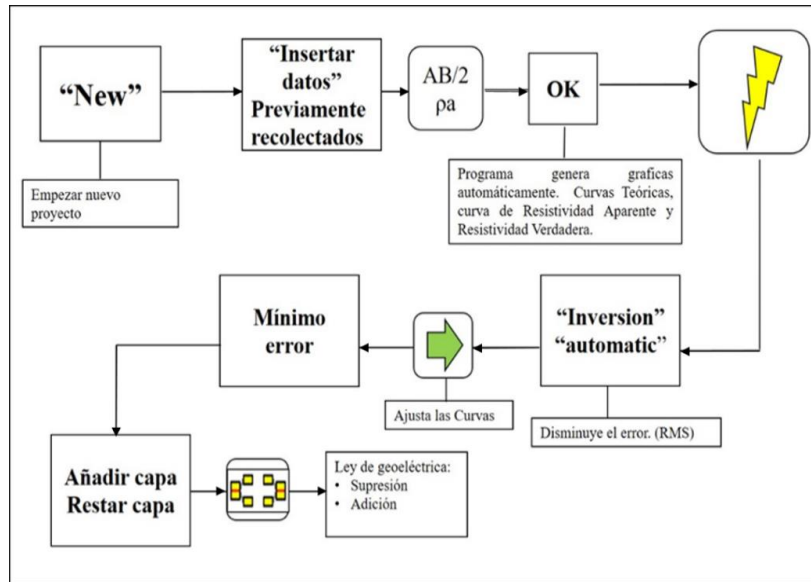 “New”
“Insertar
datos”
Previamente
recolectados
AB/2
ρa
OK
Empezar nuevo
proyecto
Programa genera graficas
automáticamente. Curvas Teóricas,
curva de Resistividad Aparente y
Resistividad Verdadera.
Mínimo
error
“Inversion”
“automatic”
Ajusta las Curvas
Disminuye el error. (RMS)
Añadir capa
Restar capa
Ley de geoeléctrica:
• Supresión
• Adición